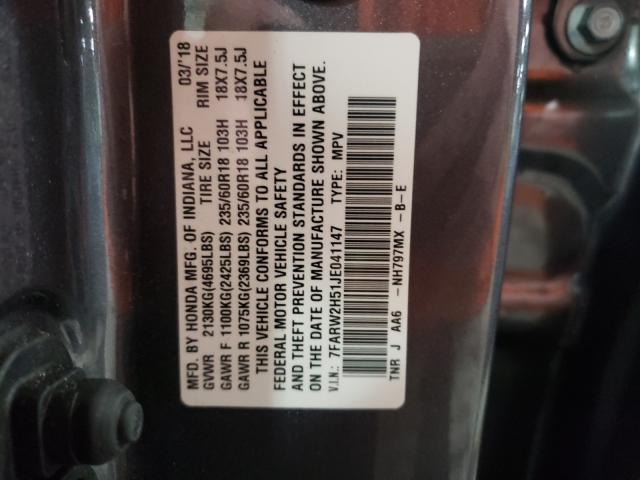 MFD. BY HONDA MFG. OF INDIANA, LLC 03/'18
GVWR 2130KG(4695LBS) TIRE SIZE RIM SIZE
GAWR F 1100KG(2425LBS) 235/60R18 103H 18X7.5J
GAWR R 1075KG(2369LBS) 235/60R18 103H 18X7.5J
THIS VEHICLE CONFORMS TO ALL APPLICABLE
FEDERAL MOTOR VEHICLE SAFETY
AND THEFT PREVENTION STANDARDS IN EFFECT
ON THE DATE OF MANUFACTURE SHOWN ABOVE.
V.I.N.: 7FARW2H51JE041147 TYPE: MPV
TNR J AA6 -NH797MX -B-E